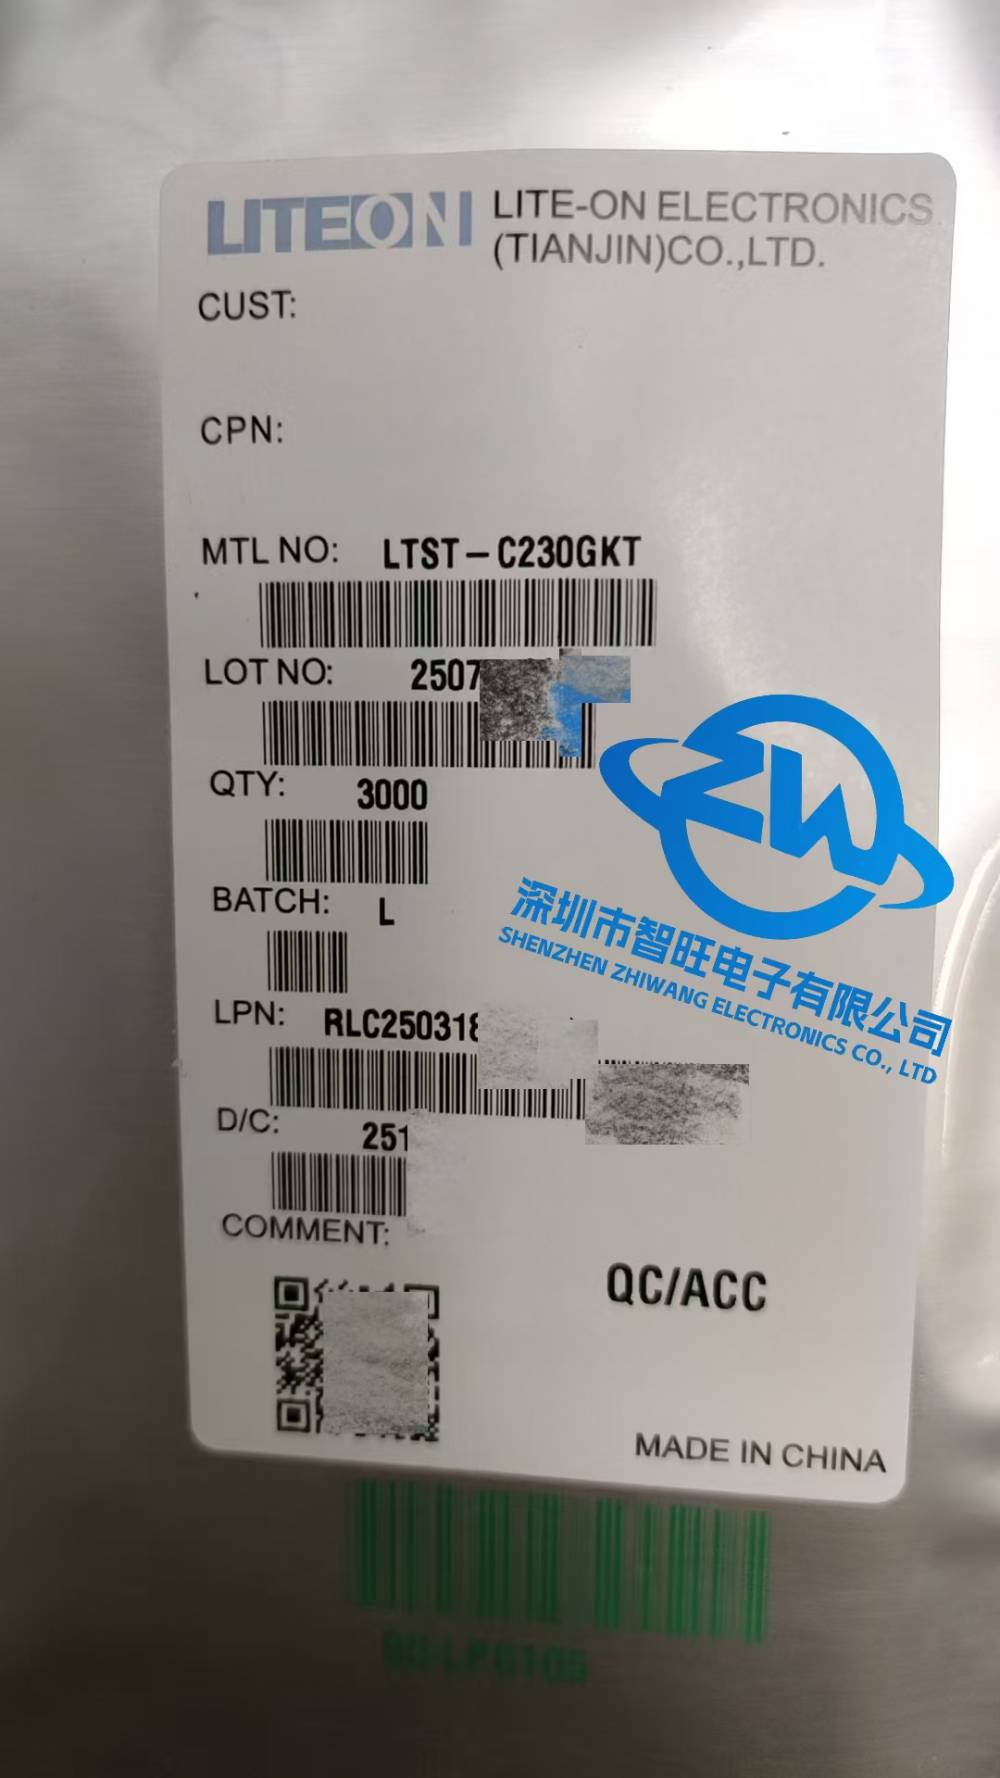 LITEON
LITE-ON ELECTRONICS
(TIANJIN)CO.,LTD.
CUST:
CPN:
MTL NO: LTST-C230GKT
LOT NO: 2507
QTY: 3000
BATCH: L
LPN: RLC250318
D/C: 251
COMMENT:
QC/ACC
MADE IN CHINA
ZW
深圳市智旺电子有限公司
SHENZHEN ZHIWANG ELECTRONICS CO., LTD